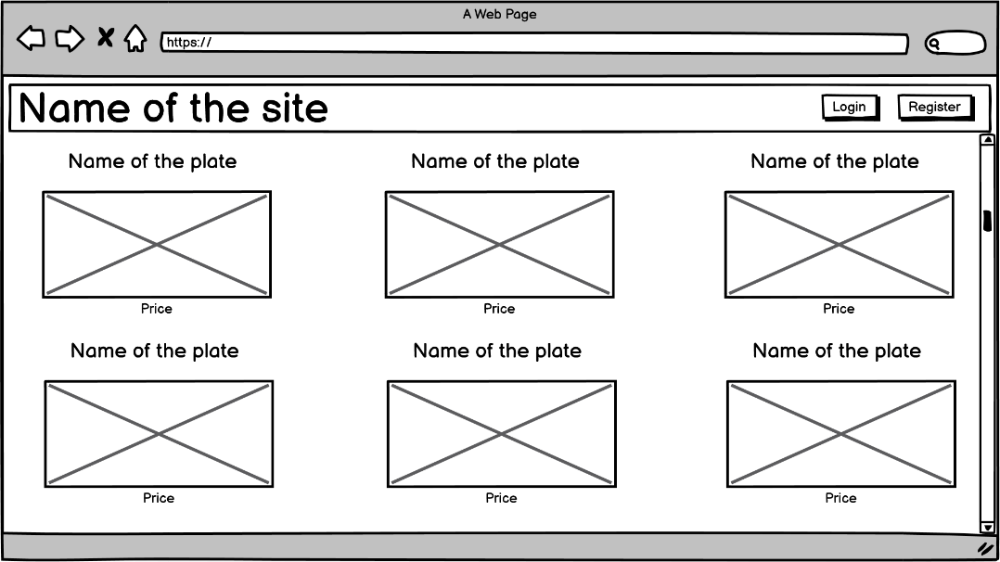 A Web Page
https://
Name of the site
Login
Register
Name of the plate
Name of the plate
Name of the plate
Price
Price
Price
Name of the plate
Name of the plate
Name of the plate
Price
Price
Price